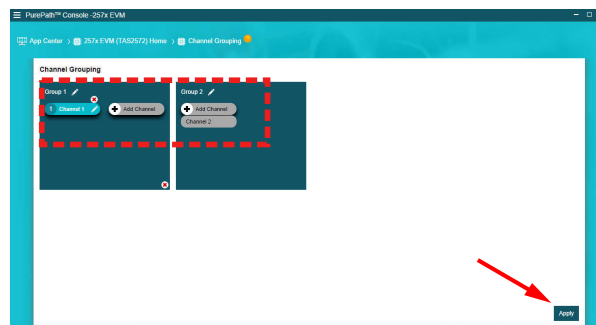 PurePath™ Console -257x EVM
App Center > 257x EVM (TAS2572) Home > Channel Grouping
Channel Grouping
Group 1
1 Channel 1 Add Channel
Group 2
Add Channel
Channel 2
Apply